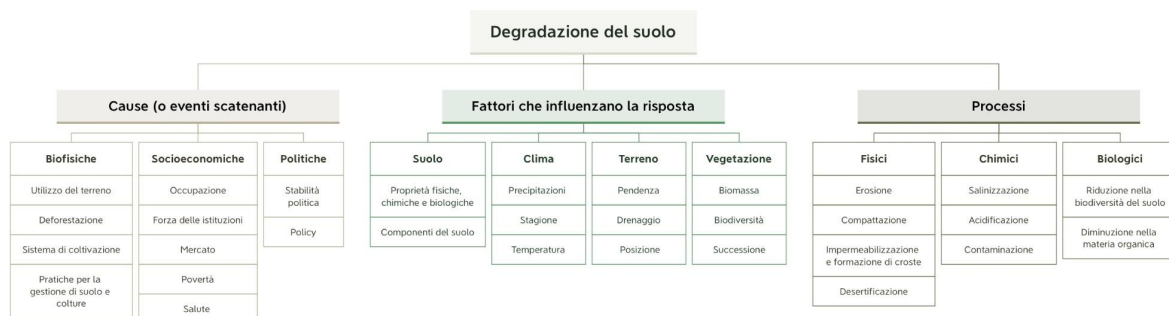 Degradazione del suolo
Cause (o eventi scatenanti)
Biofisiche
Utilizzo del terreno
Deforestazione
Sistema di coltivazione
Pratiche per la
gestione di suolo e
colture
Socioeconomiche
Occupazione
Forza delle istituzioni
Mercato
Povertà
Salute
Politiche
Stabilità
politica
Policy
Fattori che influenzano la risposta
Suolo
Proprietà fisiche,
chimiche e biologiche
Componenti del suolo
Clima
Precipitazioni
Stagione
Temperatura
Terreno
Pendenza
Drenaggio
Posizione
Vegetazione
Biomassa
Biodiversità
Successione
Processi
Fisici
Erosione
Compattazione
Impermeabilizzazione
e formazione di croste
Desertificazione
Chimici
Salinizzazione
Acidificazione
Contaminazione
Biologici
Riduzione nella
biodiversità del suolo
Diminuzione nella
materia organica